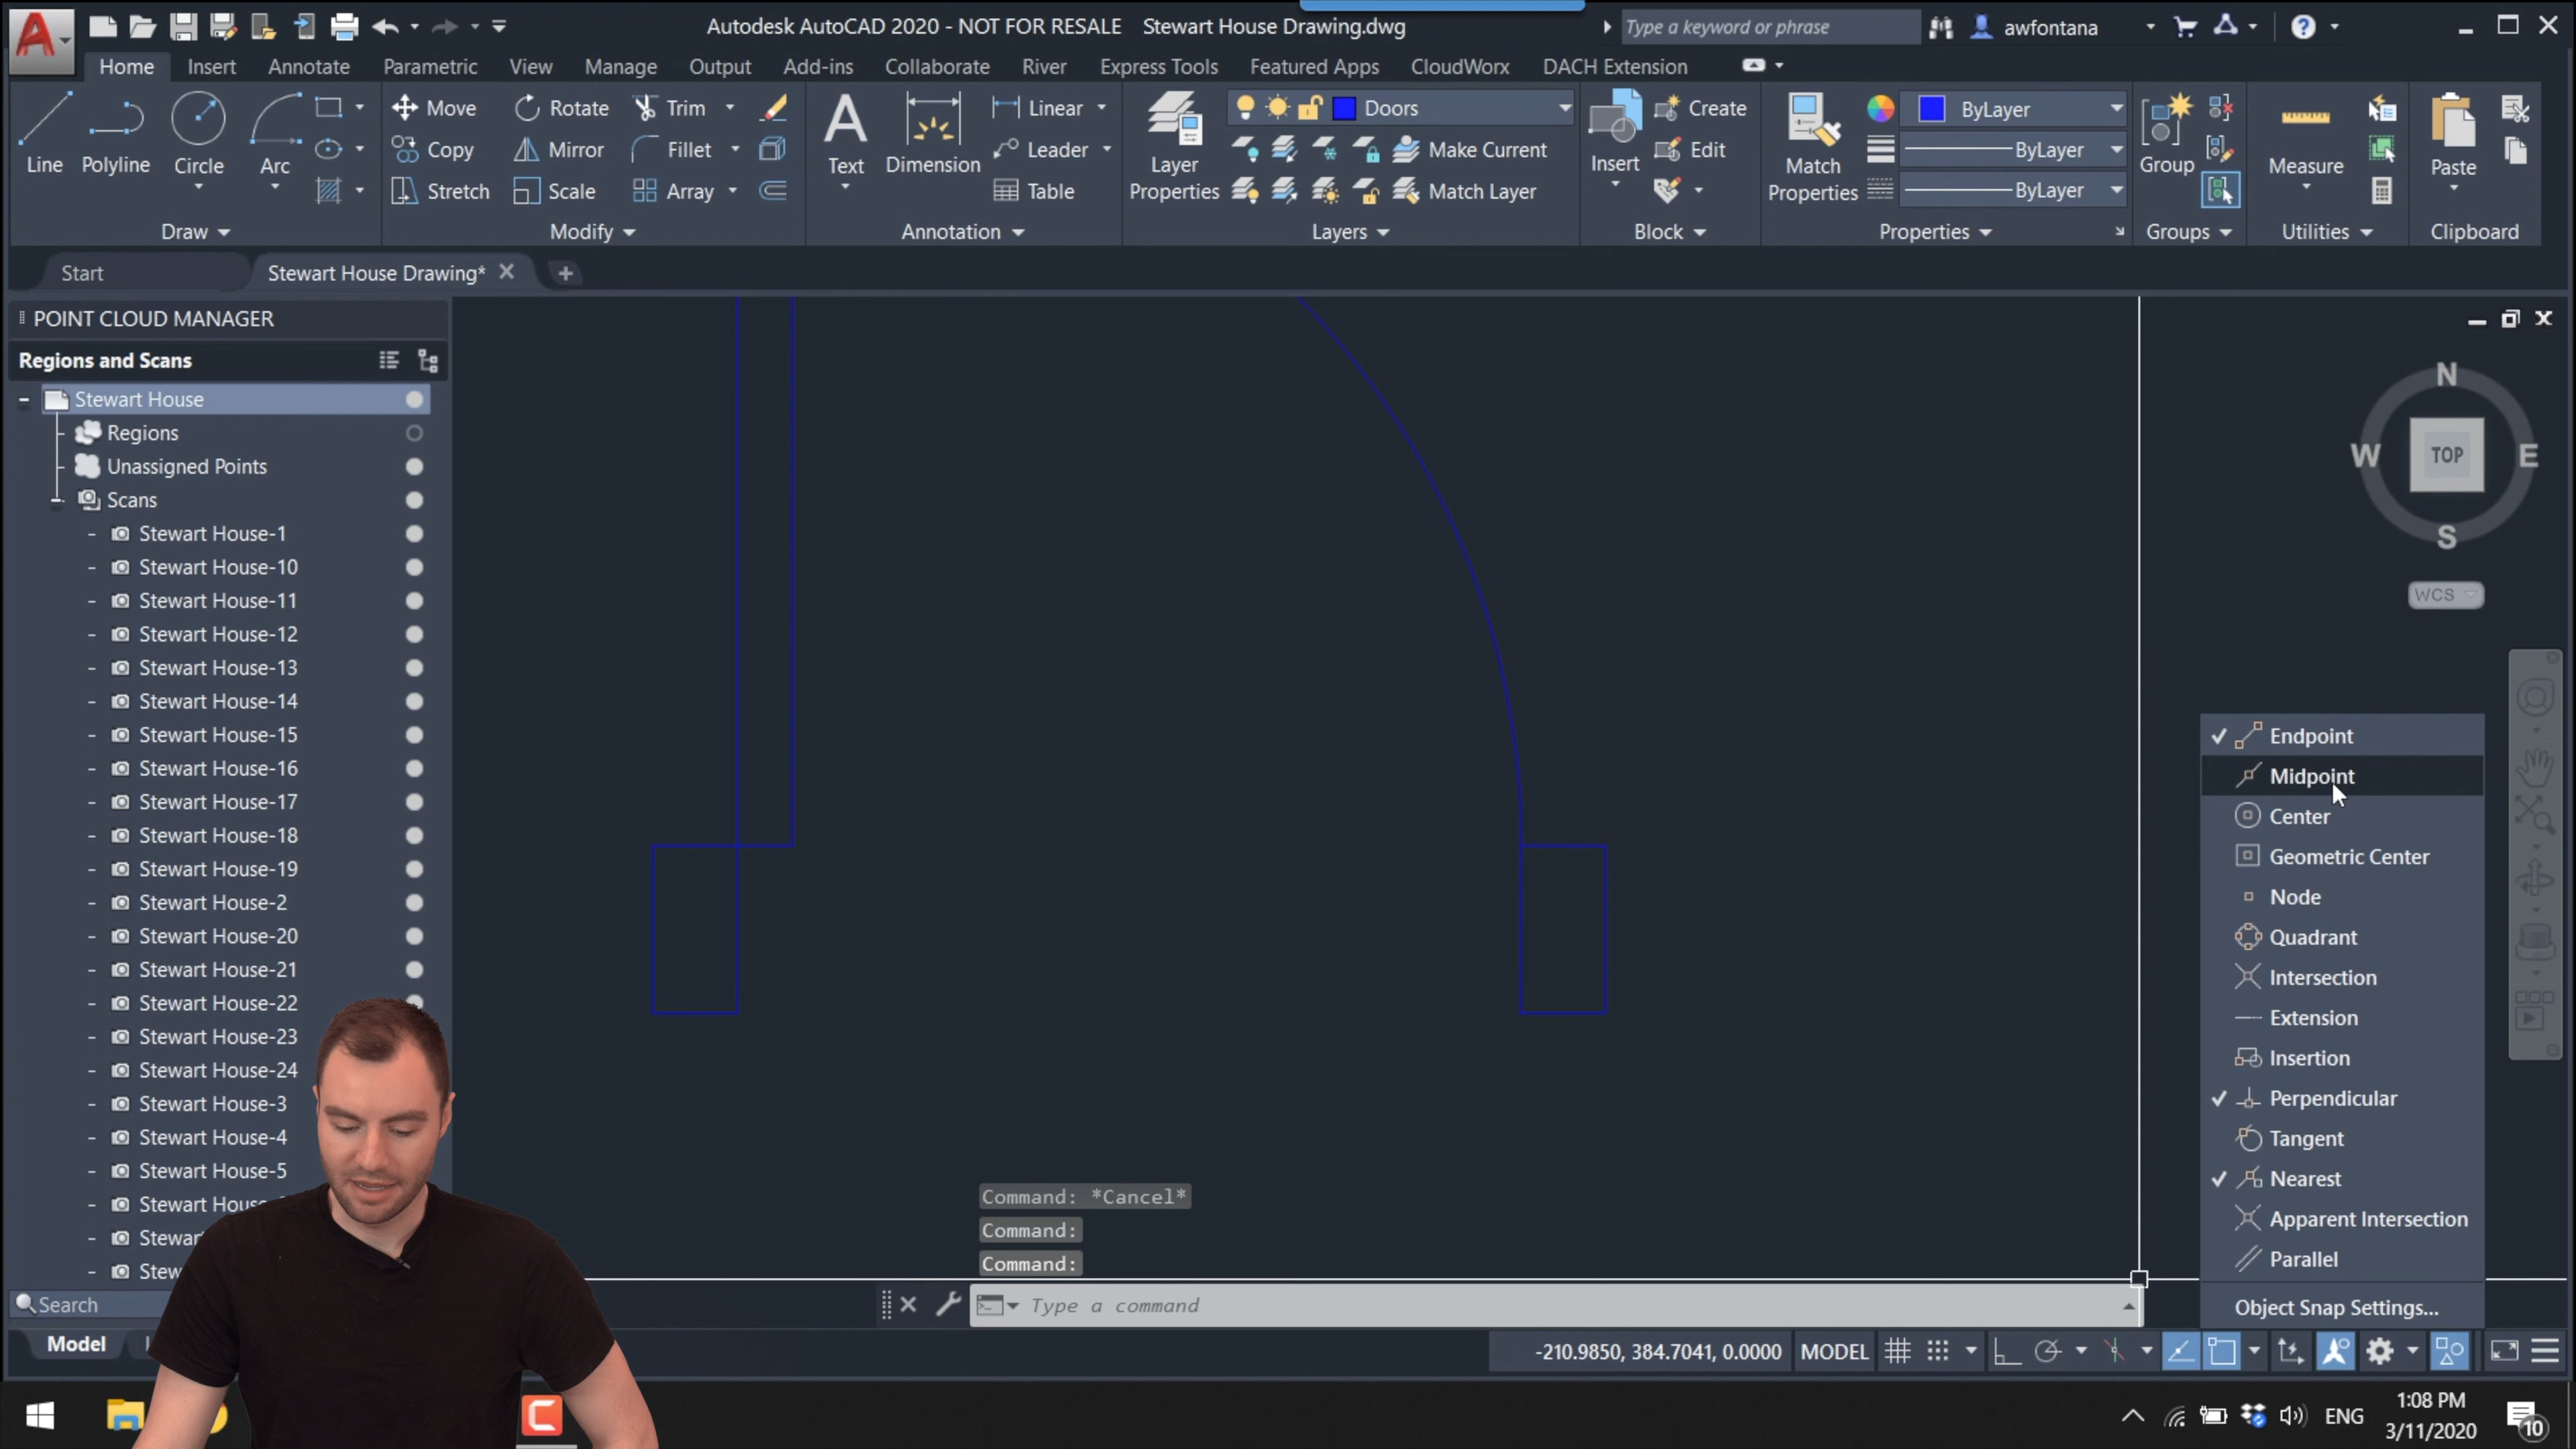 Autodesk AutoCAD 2020 - NOT FOR RESALE Stewart House Drawing.dwg
Type a keyword or phrase
awfontana
Home Insert Annotate Parametric View Manage Output Add-ins Collaborate River Express Tools Featured Apps CloudWorx DACH Extension
Line Polyline Circle Arc
Draw
Move Rotate Trim
Copy Mirror Fillet
Stretch Scale Array
Modify
Text Dimension
Linear
Leader
Table
Annotation
Layer Properties
Doors
Make Current
Match Layer
Layers
Insert
Create
Edit
Block
Match Properties
ByLayer
ByLayer
ByLayer
Properties
Group
Groups
Measure
Utilities
Paste
Clipboard
Start Stewart House Drawing*
POINT CLOUD MANAGER
Regions and Scans
Stewart House
Regions
Unassigned Points
Scans
Stewart House-1
Stewart House-10
Stewart House-11
Stewart House-12
Stewart House-13
Stewart House-14
Stewart House-15
Stewart House-16
Stewart House-17
Stewart House-18
Stewart House-19
Stewart House-2
Stewart House-20
Stewart House-21
Stewart House-22
Stewart House-23
Stewart House-24
Stewart House-3
Stewart House-4
Stewart House-5
Search
Model
N
W TOP E
S
WCS
Endpoint
Midpoint
Center
Geometric Center
Node
Quadrant
Intersection
Extension
Insertion
Perpendicular
Tangent
Nearest
Apparent Intersection
Parallel
Object Snap Settings...
Command: *Cancel*
Command:
Command:
Type a command
-210.9850, 384.7041, 0.0000 MODEL
ENG
1:08 PM
3/11/2020
10